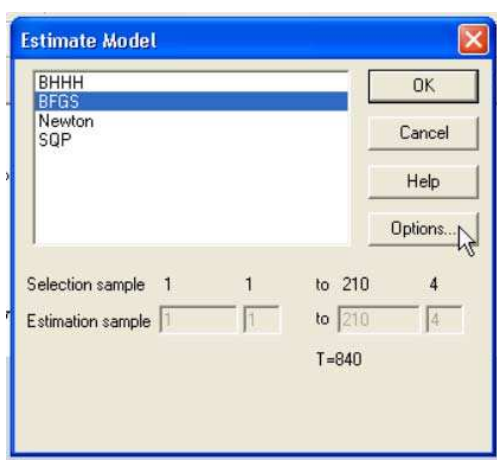 Estimate Model
BHHH
BFGS
Newton
SQP
OK
Cancel
Help
Options...
Selection sample 1 1 to 210 4
Estimation sample 1 1 to 210 4
T=840